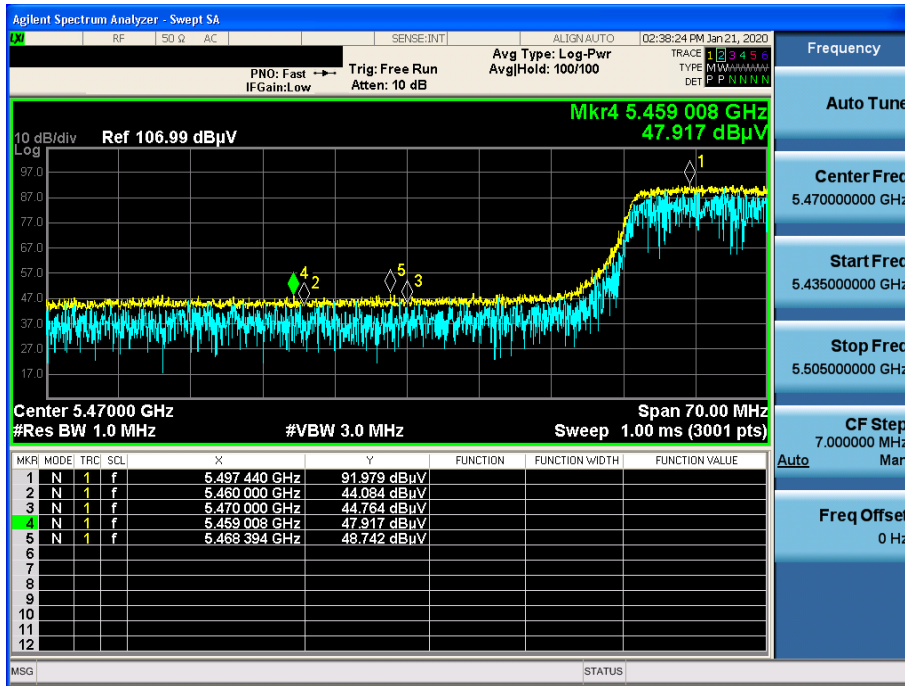 Agilent Spectrum Analyzer - Swept SA
LXI RF 50 Ω AC SENSE:INT ALIGN AUTO 02:38:24 PM Jan 21, 2020
Frequency
PNO: Fast
IFGain:Low
Trig: Free Run
Atten: 10 dB
Avg Type: Log-Pwr
Avg|Hold: 100/100
TRACE 1 2 3 4 5 6
TYPE M W
DET P P N N N N
Auto Tune
Mkr4 5.459 008 GHz
47.917 dBµV
10 dB/div Ref 106.99 dBµV
Log
97.0
87.0
77.0
67.0
57.0
47.0
37.0
27.0
17.0
1
4
2
5
3
Center Freq
5.470000000 GHz
Start Freq
5.435000000 GHz
Stop Freq
5.505000000 GHz
Center 5.47000 GHz Span 70.00 MHz
#Res BW 1.0 MHz #VBW 3.0 MHz Sweep 1.00 ms (3001 pts)
CF Step
7.000000 MHz
Auto Man
Freq Offset
0 Hz
MKR MODE TRC SCL X Y FUNCTION FUNCTION WIDTH FUNCTION VALUE
1 N 1 f 5.497 440 GHz 91.979 dBµV
2 N 1 f 5.460 000 GHz 44.084 dBµV
3 N 1 f 5.470 000 GHz 44.764 dBµV
4 N 1 f 5.459 008 GHz 47.917 dBµV
5 N 1 f 5.468 394 GHz 48.742 dBµV
6
7
8
9
10
11
12
MSG STATUS